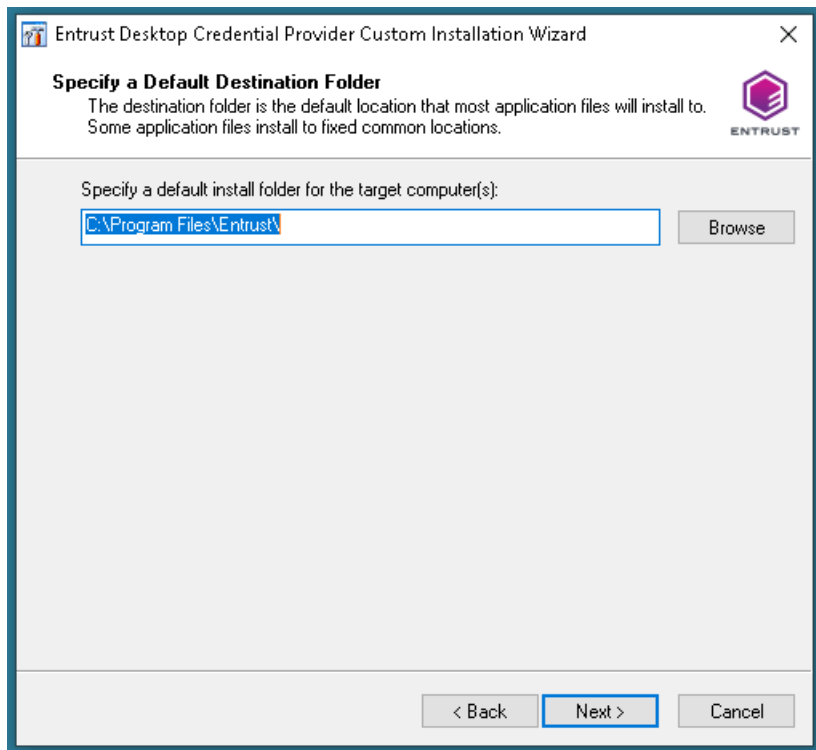 Entrust Desktop Credential Provider Custom Installation Wizard
Specify a Default Destination Folder
The destination folder is the default location that most application files will install to.
Some application files install to fixed common locations.
ENTRUST
Specify a default install folder for the target computer(s):
C:\Program Files\Entrust\
Browse
< Back
Next >
Cancel